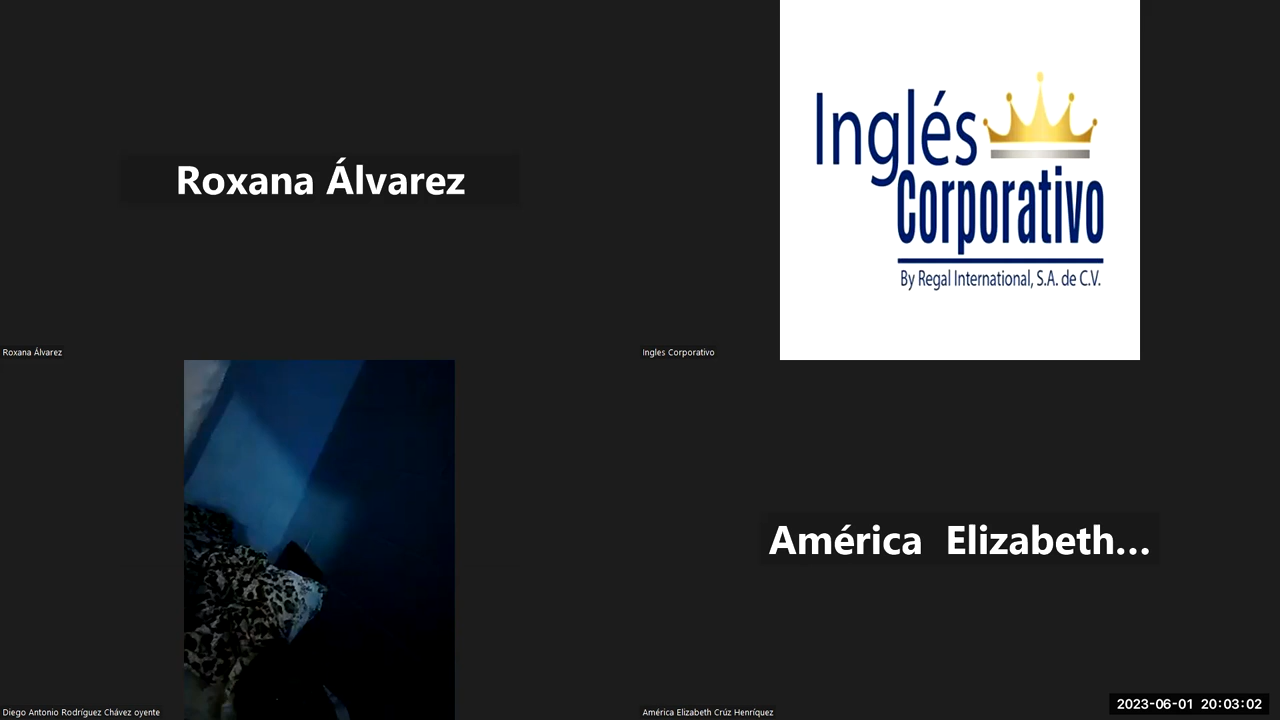 Roxana Álvarez
Inglés
Corporativo
By Regal International, S.A. de C.V.
Roxana Álvarez
Ingles Corporativo
América Elizabeth...
Diego Antonio Rodríguez Chávez oyente
América Elizabeth Crúz Henríquez
2023-06-01 20:03:02